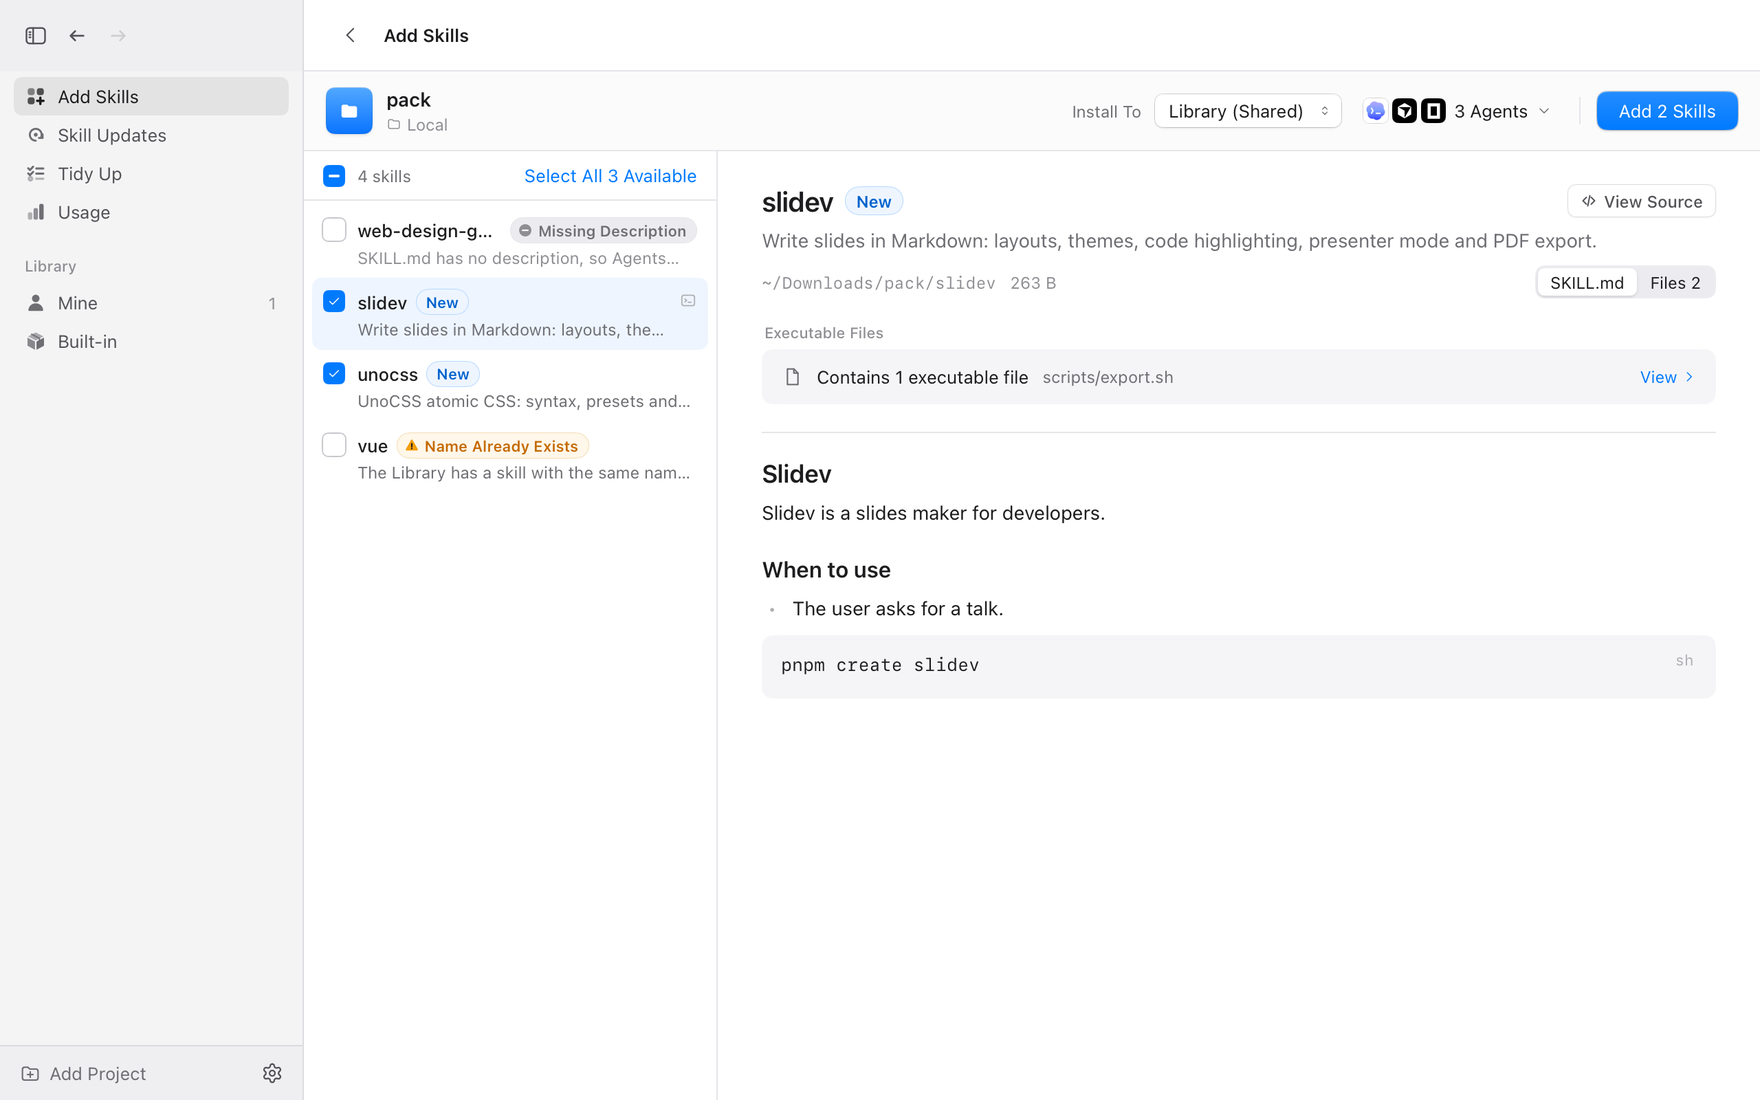 Add Skills
Add Skills
Skill Updates
Tidy Up
Usage
Library
Mine 1
Built-in
Add Project
pack
Local
Install To Library (Shared) 3 Agents Add 2 Skills
4 skills Select All 3 Available
web-design-g... Missing Description
SKILL.md has no description, so Agents...
slidev New
Write slides in Markdown: layouts, the...
unocss New
UnoCSS atomic CSS: syntax, presets and...
vue Name Already Exists
The Library has a skill with the same nam...
slidev New View Source
Write slides in Markdown: layouts, themes, code highlighting, presenter mode and PDF export.
~/Downloads/pack/slidev 263 B SKILL.md Files 2
Executable Files
Contains 1 executable file scripts/export.sh View
Slidev
Slidev is a slides maker for developers.
When to use
• The user asks for a talk.
pnpm create slidev sh